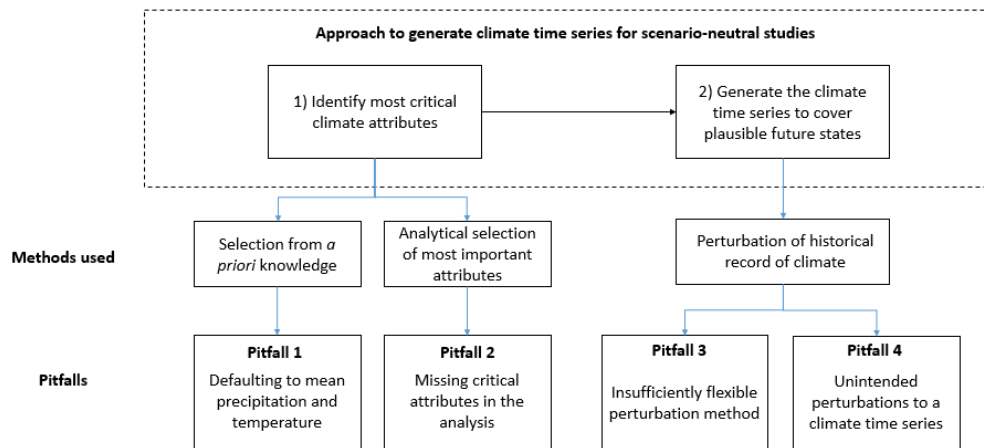 Approach to generate climate time series for scenario-neutral studies
1) Identify most critical
climate attributes
2) Generate the climate
time series to cover
plausible future states
Methods used
Selection from a
priori knowledge
Analytical selection
of most important
attributes
Perturbation of historical
record of climate
Pitfalls
Pitfall 1
Defaulting to mean
precipitation and
temperature
Pitfall 2
Missing critical
attributes in the
analysis
Pitfall 3
Insufficiently flexible
perturbation method
Pitfall 4
Unintended
perturbations to a
climate time series